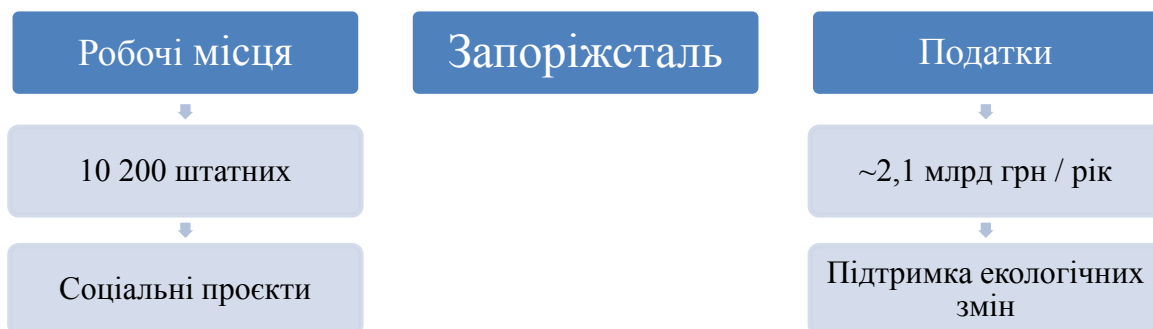 Робочі місця
Запоріжсталь
Податки
10 200 штатних
~2,1 млрд грн / рік
Соціальні проєкти
Підтримка екологічних
змін